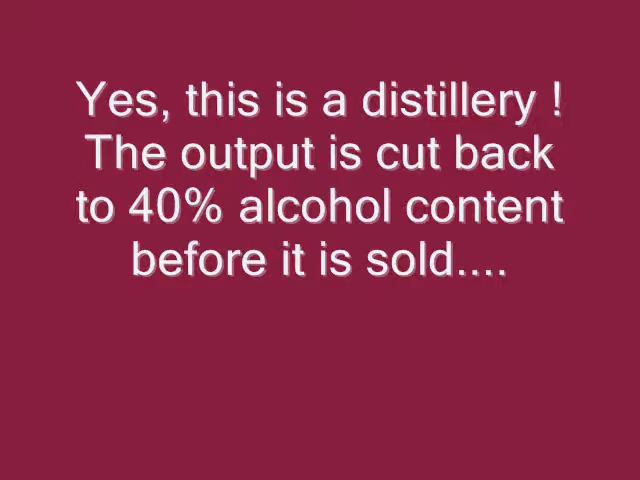 Yes, this is a distillery !
The output is cut back
to 40% alcohol content
before it is sold....